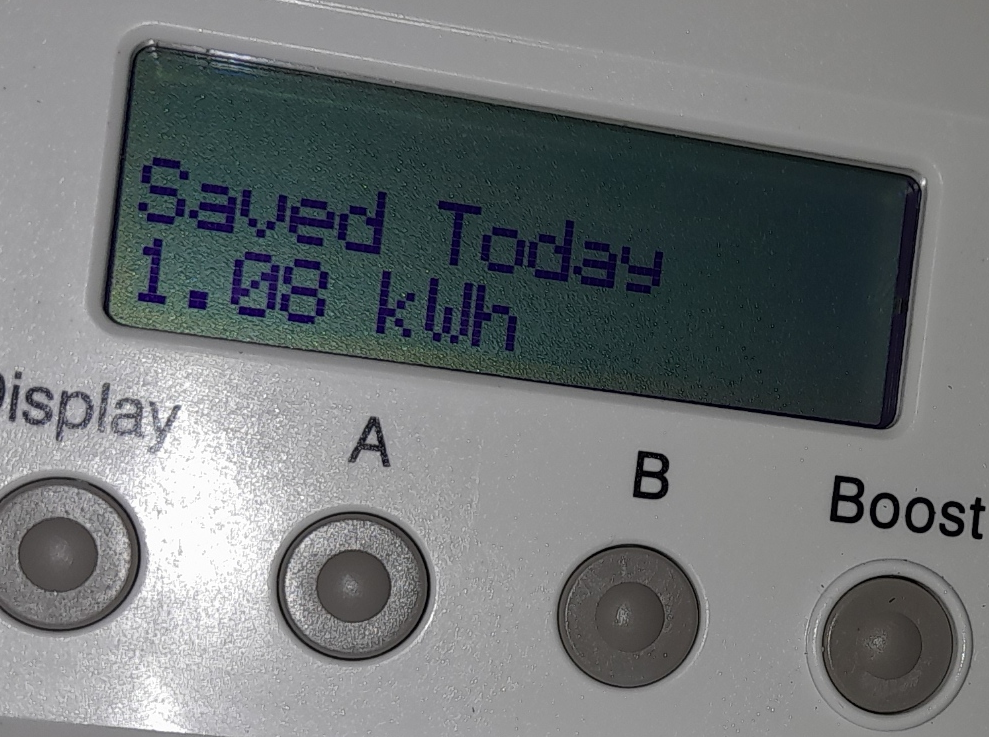 Saved Today
1.08 kWh
Display
A
B
Boost